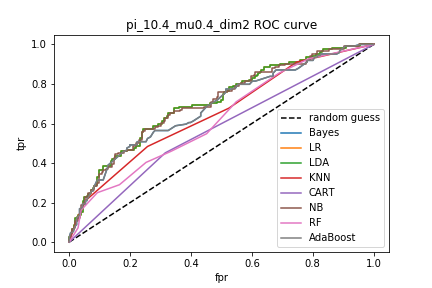 pi_10.4_mu0.4_dim2 ROC curve
tpr
1.0
0.8
0.6
0.4
0.2
0.0
random guess
Bayes
LR
LDA
KNN
CART
NB
RF
AdaBoost
0.0 0.2 0.4 0.6 0.8 1.0
fpr